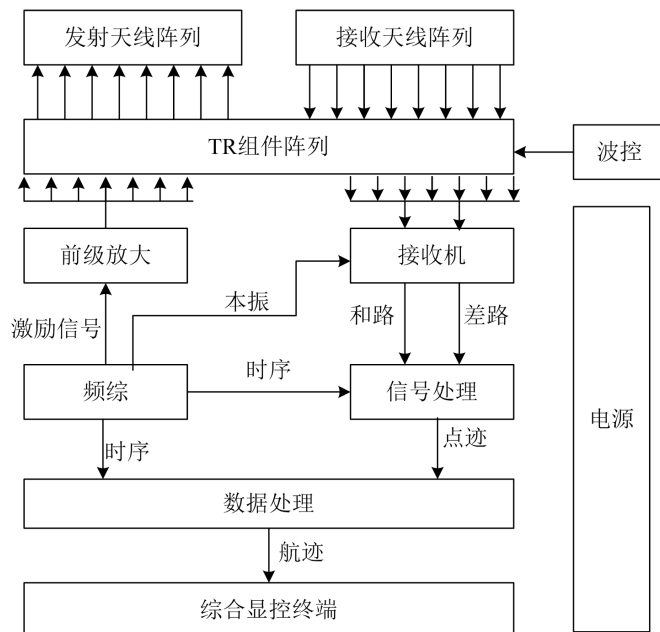 发射天线阵列
接收天线阵列
TR组件阵列
波控
前级放大
接收机
本振
激励信号
和路
差路
频综
时序
信号处理
电源
时序
点迹
数据处理
航迹
综合显控终端